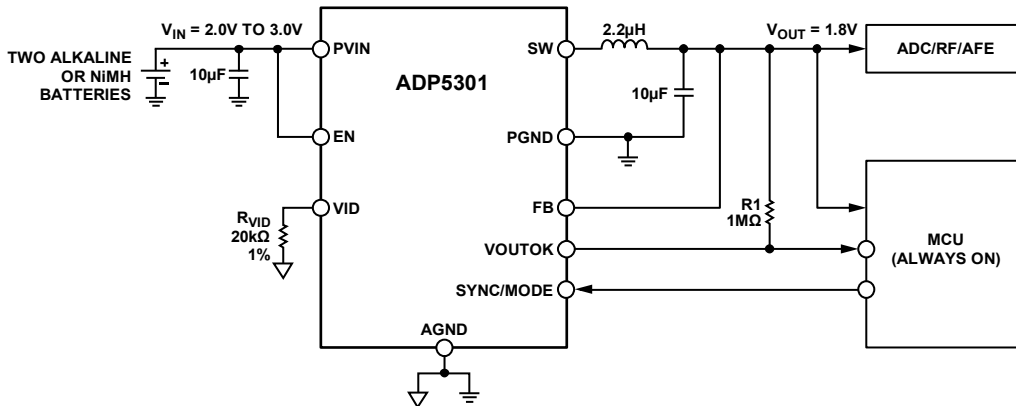 V_IN = 2.0V TO 3.0V
TWO ALKALINE
OR NiMH
BATTERIES
+
–
10µF
PVIN
EN
VID
R_VID
20kΩ
1%
ADP5301
AGND
SW
PGND
FB
VOUTOK
SYNC/MODE
2.2µH
10µF
V_OUT = 1.8V
R1
1MΩ
ADC/RF/AFE
MCU
(ALWAYS ON)